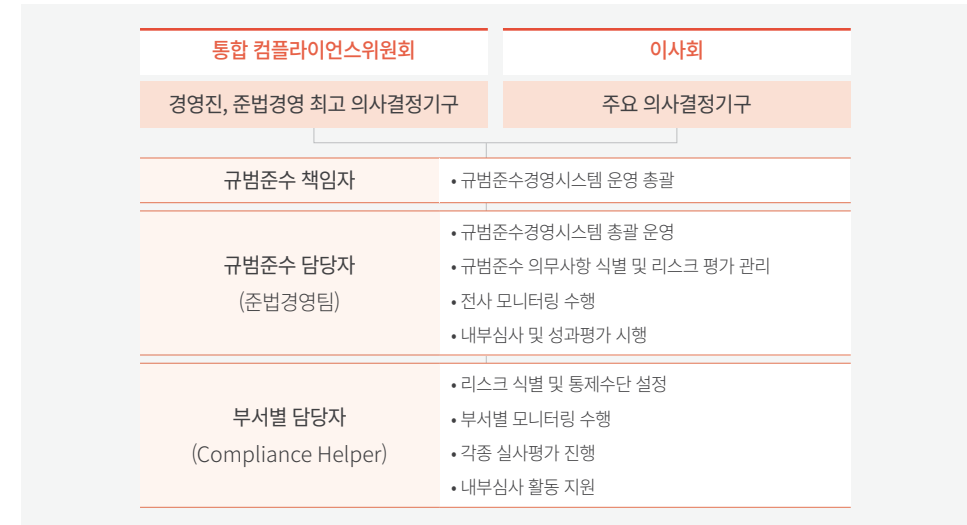 통합 컴플라이언스위원회
이사회
경영진, 준법경영 최고 의사결정기구
주요 의사결정기구
규범준수 책임자
• 규범준수경영시스템 운영 총괄
규범준수 담당자
(준법경영팀)
• 규범준수경영시스템 총괄 운영
• 규범준수 의무사항 식별 및 리스크 평가 관리
• 전사 모니터링 수행
• 내부심사 및 성과평가 시행
부서별 담당자
(Compliance Helper)
• 리스크 식별 및 통제수단 설정
• 부서별 모니터링 수행
• 각종 실사평가 진행
• 내부심사 활동 지원